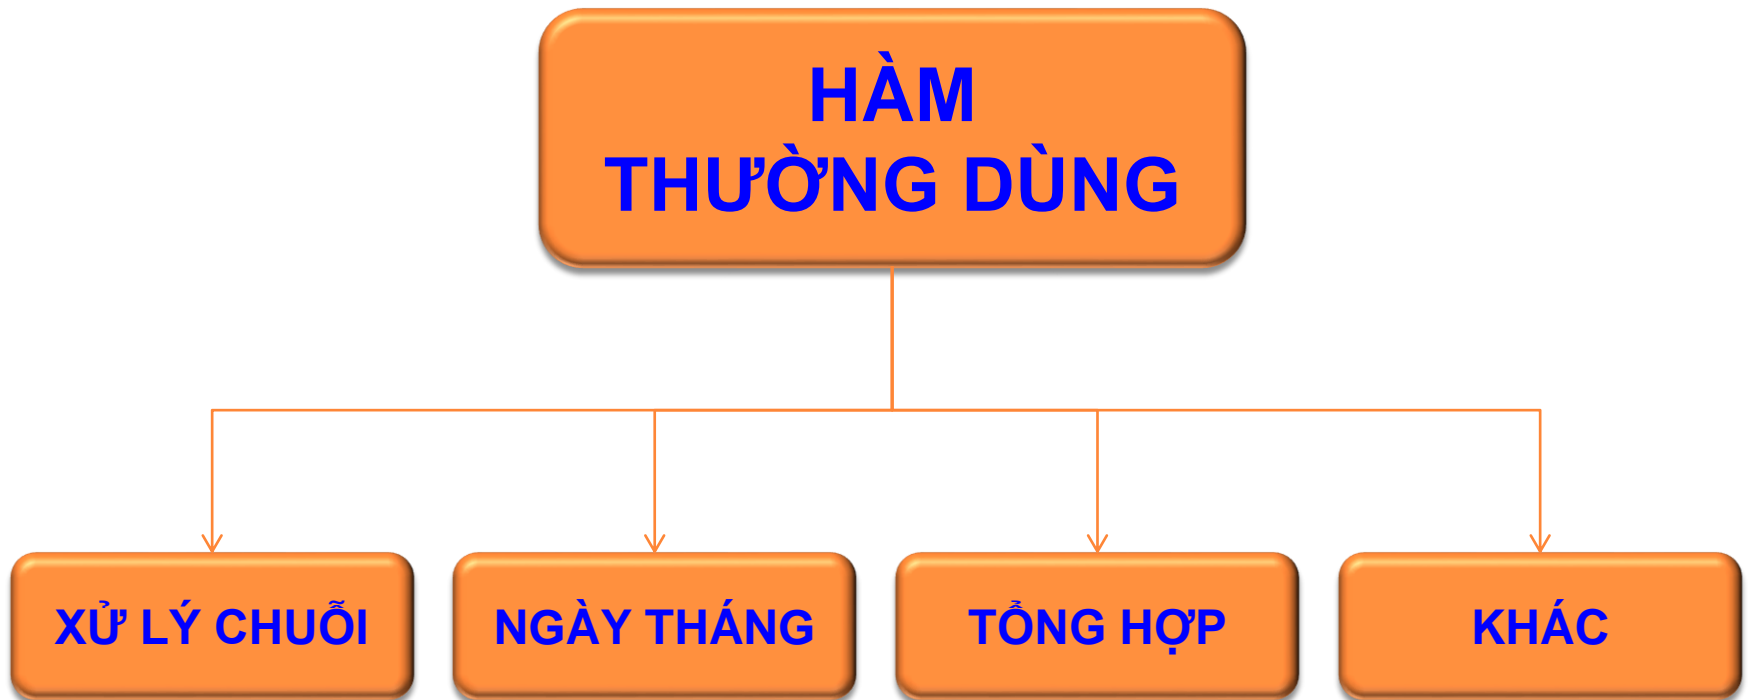 HÀM
THƯỜNG DÙNG
XỬ LÝ CHUỖI
NGÀY THÁNG
TỔNG HỢP
KHÁC